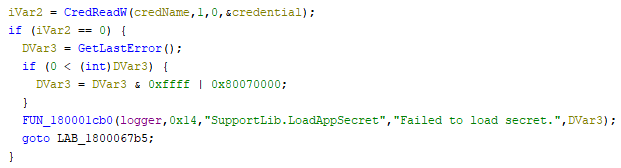 iVar2 = CredReadW(credName,1,0,&credential);
if (iVar2 == 0) {
DVar3 = GetLastError();
if (0 < (int)DVar3) {
DVar3 = DVar3 & 0xffff | 0x80070000;
}
FUN_180001cb0(logger,0x14,"SupportLib.LoadAppSecret","Failed to load secret.",DVar3);
goto LAB_1800067b5;
}